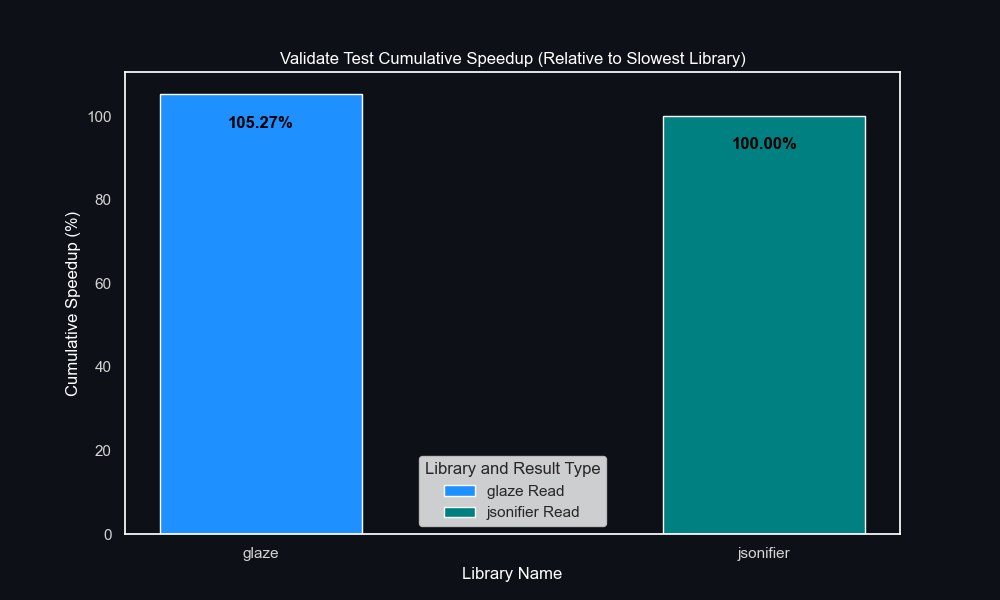 Validate Test Cumulative Speedup (Relative to Slowest Library)
Cumulative Speedup (%)
100
80
60
40
20
0
105.27%
100.00%
Library and Result Type
glaze Read
jsonifier Read
glaze
jsonifier
Library Name